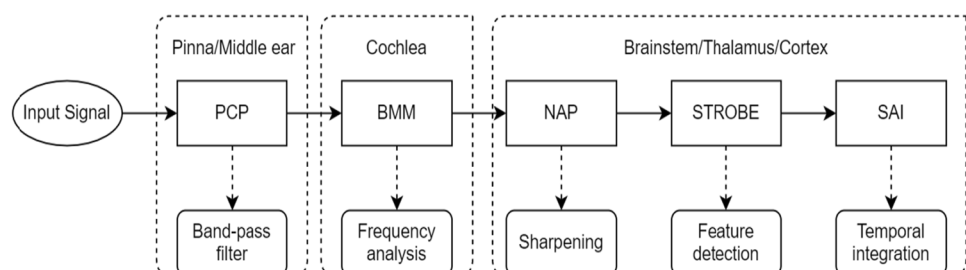 Pinna/Middle ear
Cochlea
Brainstem/Thalamus/Cortex
Input Signal
PCP
BMM
NAP
STROBE
SAI
Band-pass
filter
Frequency
analysis
Sharpening
Feature
detection
Temporal
integration